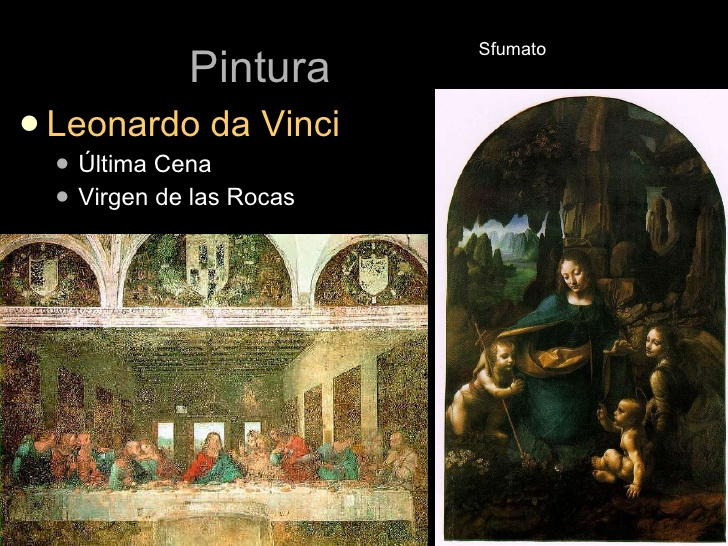 Pintura
Sfumato
Leonardo da Vinci
Última Cena
Virgen de las Rocas